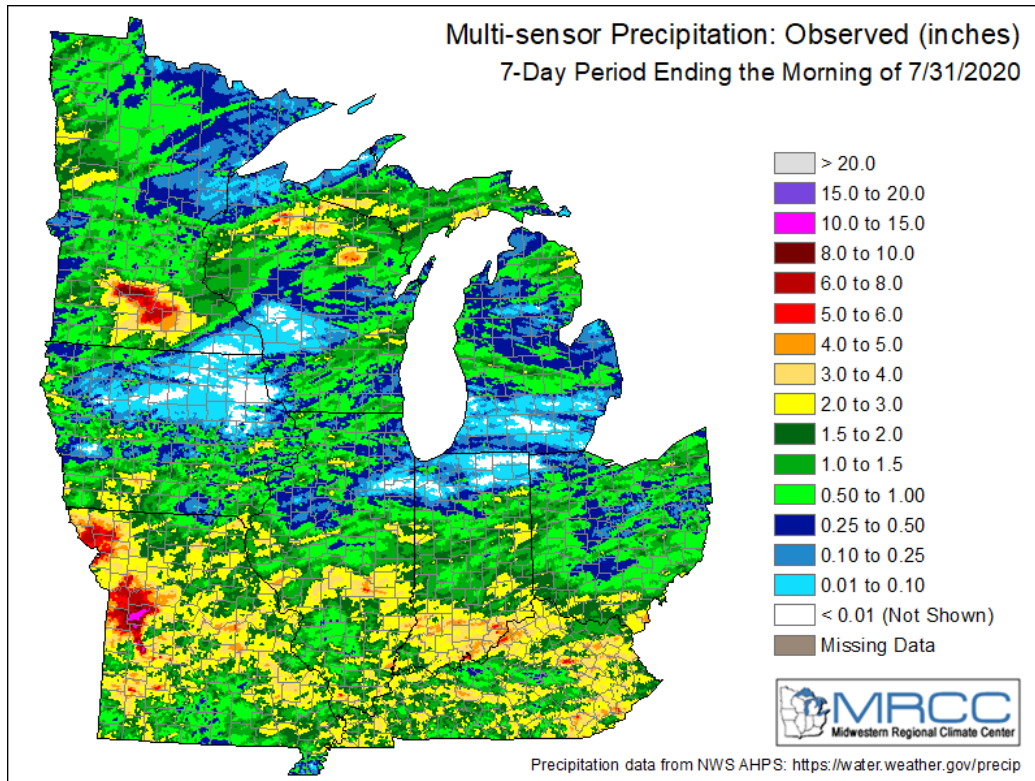 Multi-sensor Precipitation: Observed (inches)
7-Day Period Ending the Morning of 7/31/2020
> 20.0
15.0 to 20.0
10.0 to 15.0
8.0 to 10.0
6.0 to 8.0
5.0 to 6.0
4.0 to 5.0
3.0 to 4.0
2.0 to 3.0
1.5 to 2.0
1.0 to 1.5
0.50 to 1.00
0.25 to 0.50
0.10 to 0.25
0.01 to 0.10
< 0.01 (Not Shown)
Missing Data
MRCC
Midwestern Regional Climate Center
Precipitation data from NWS AHPS: https://water.weather.gov/precip